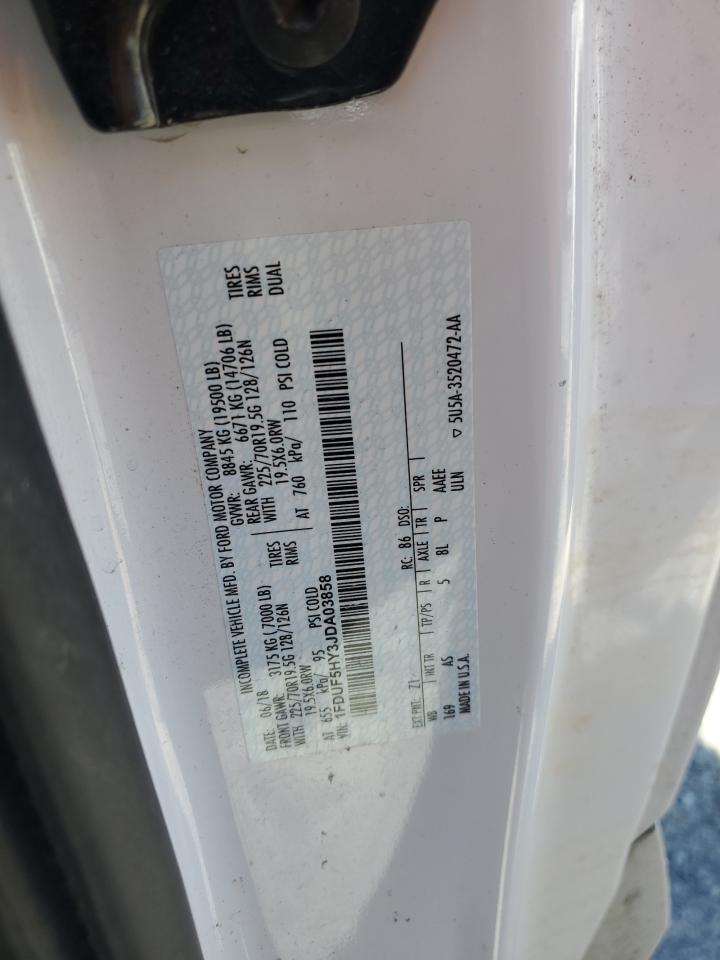 INCOMPLETE VEHICLE MFD. BY FORD MOTOR COMPANY
DATE: 06/18 GVWR: 8845 KG (19500 LB)
FRONT GAWR: 3175 KG (7000 LB) REAR GAWR: 6671 KG (14706 LB)
WITH 225/70R19.5G 128/126N TIRES WITH 225/70R19.5G 128/126N TIRES
19.5X6.0RW RIMS 19.5X6.0RW RIMS
AT 655 kPa/ 95 PSI COLD AT 760 kPa/ 110 PSI COLD DUAL
VIN: 1FDUF5HY3JDA03858
EXT PNT: Z1 RC: 86 DSO:
WB INT TR TP/PS R AXLE TR SPR
169 AS 5 8L P AAEE
MADE IN U.S.A. ULN
▽ 5U5A-3520472-AA